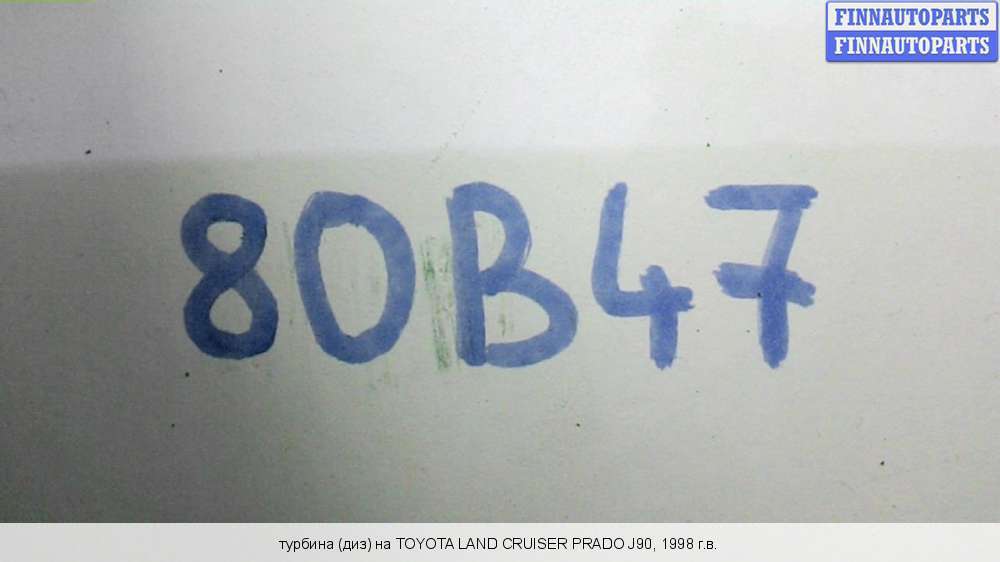 FINNAUTOPARTS
FINNAUTOPARTS
80B47
турбина (диз) на TOYOTA LAND CRUISER PRADO J90, 1998 г.в.